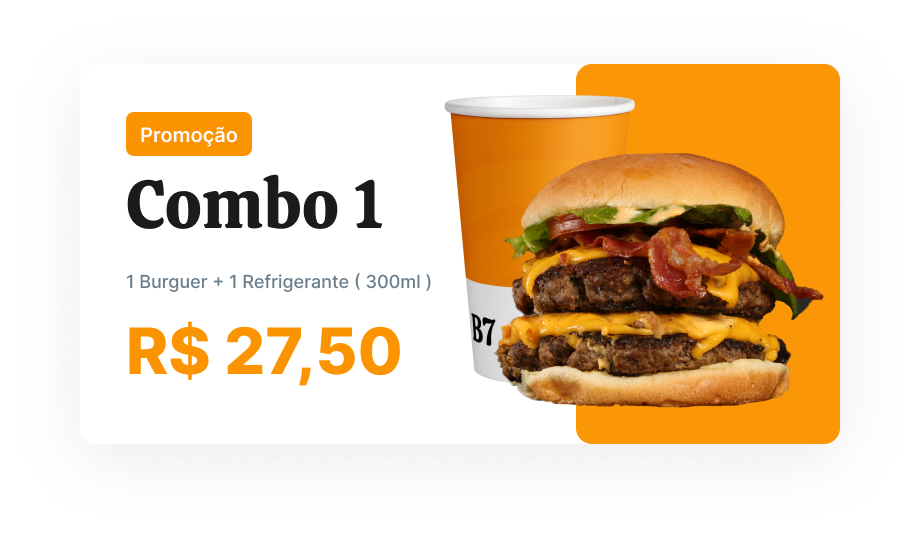 Promoção
Combo 1
1 Burguer + 1 Refrigerante ( 300ml )
R$ 27,50
B7